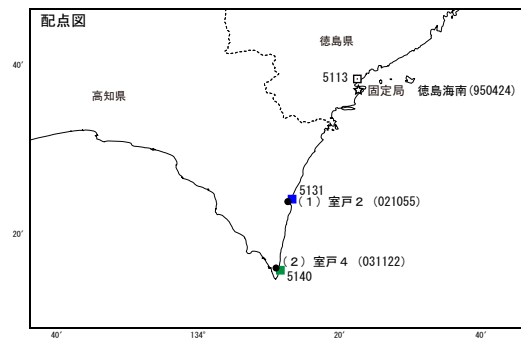 配点図
徳島県
40′
5113
固定局 徳島海南(950424)
高知県
5131
(1)室戸2 (021055)
20′
(2)室戸4 (031122)
5140
40′ 134° 20′ 40′